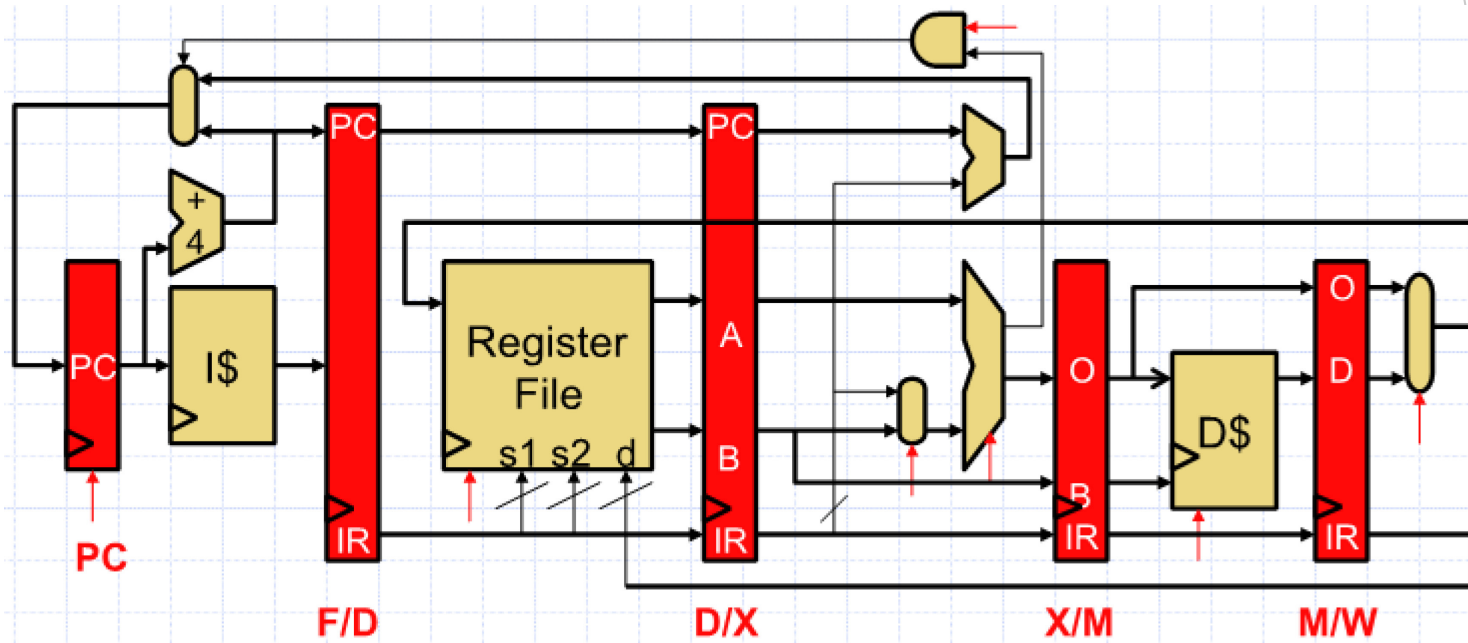 PC PC
+
4
PC I$ Register File A O D$ O D
s1 s2 d B B
IR IR IR IR
PC
F/D D/X X/M M/W